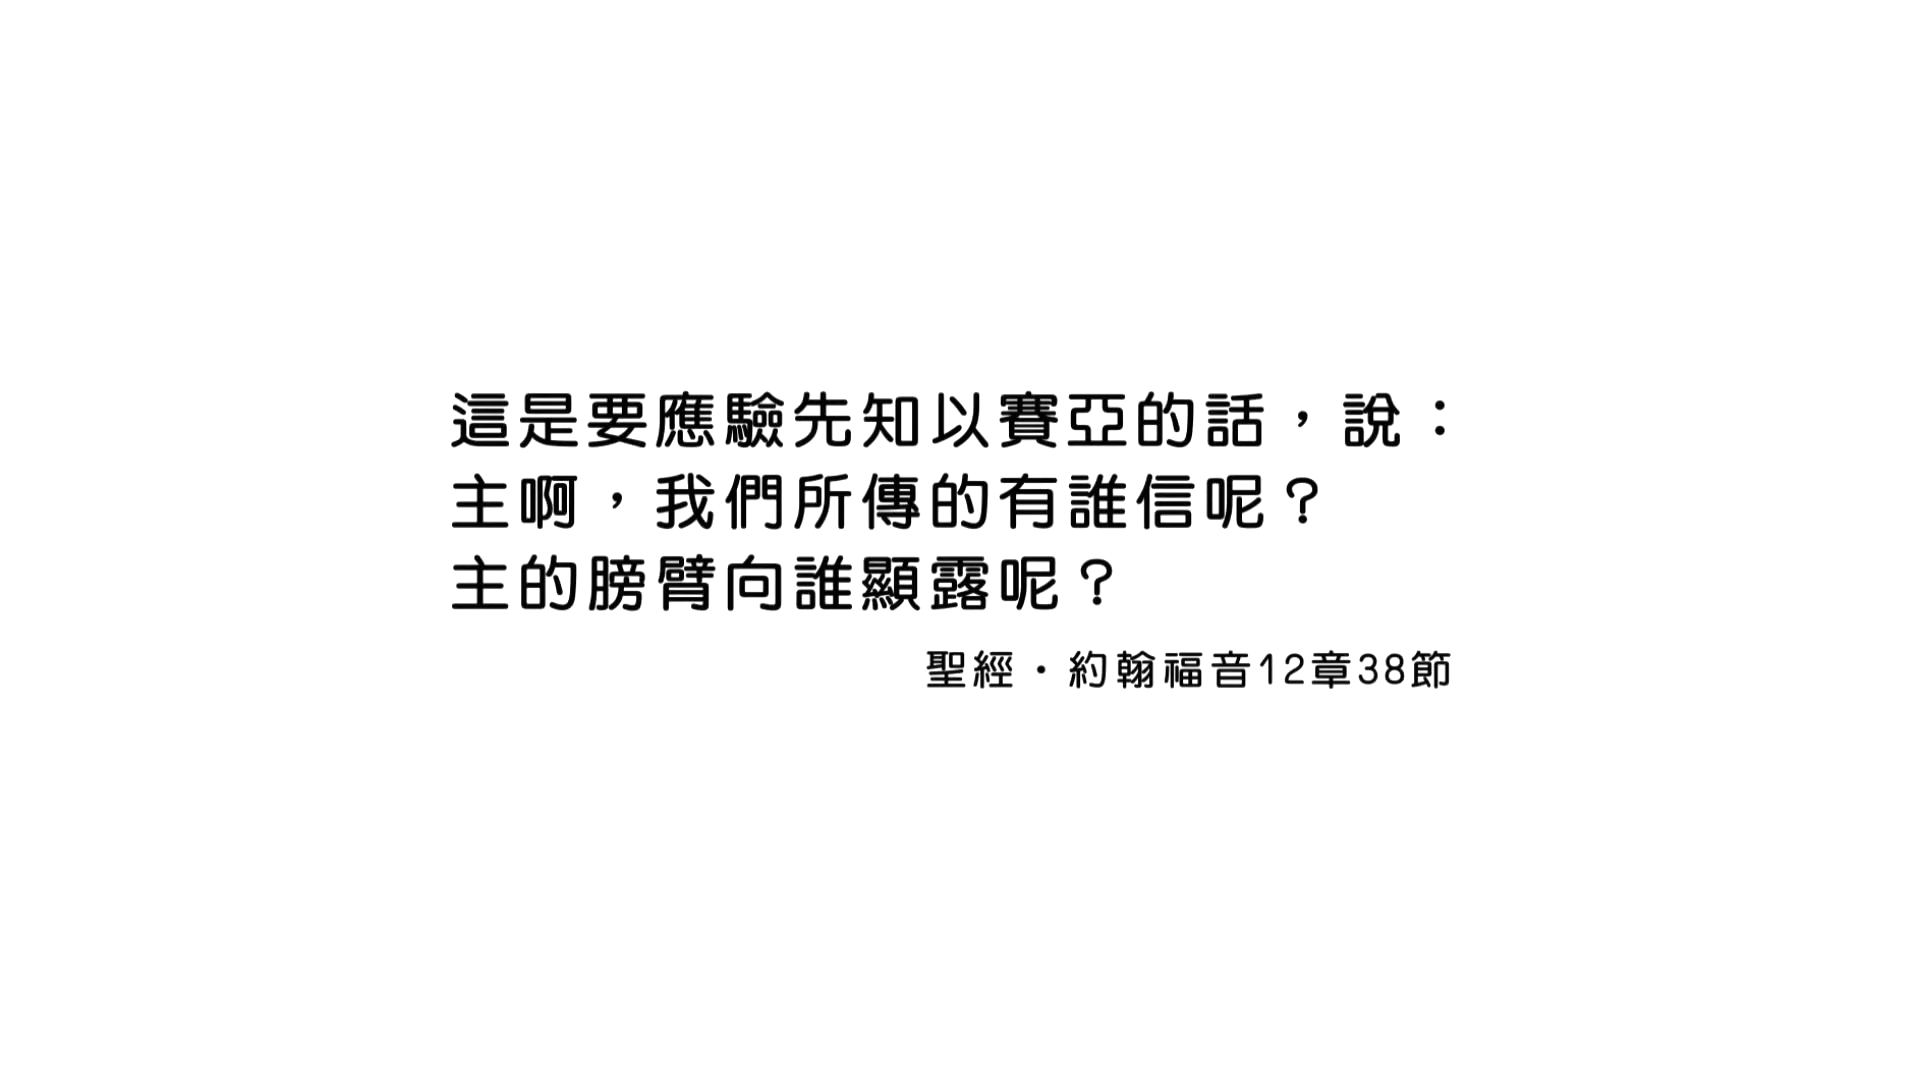 這是要應驗先知以賽亞的話，說：
主啊，我們所傳的有誰信呢？
主的膀臂向誰顯露呢？
聖經・約翰福音12章38節